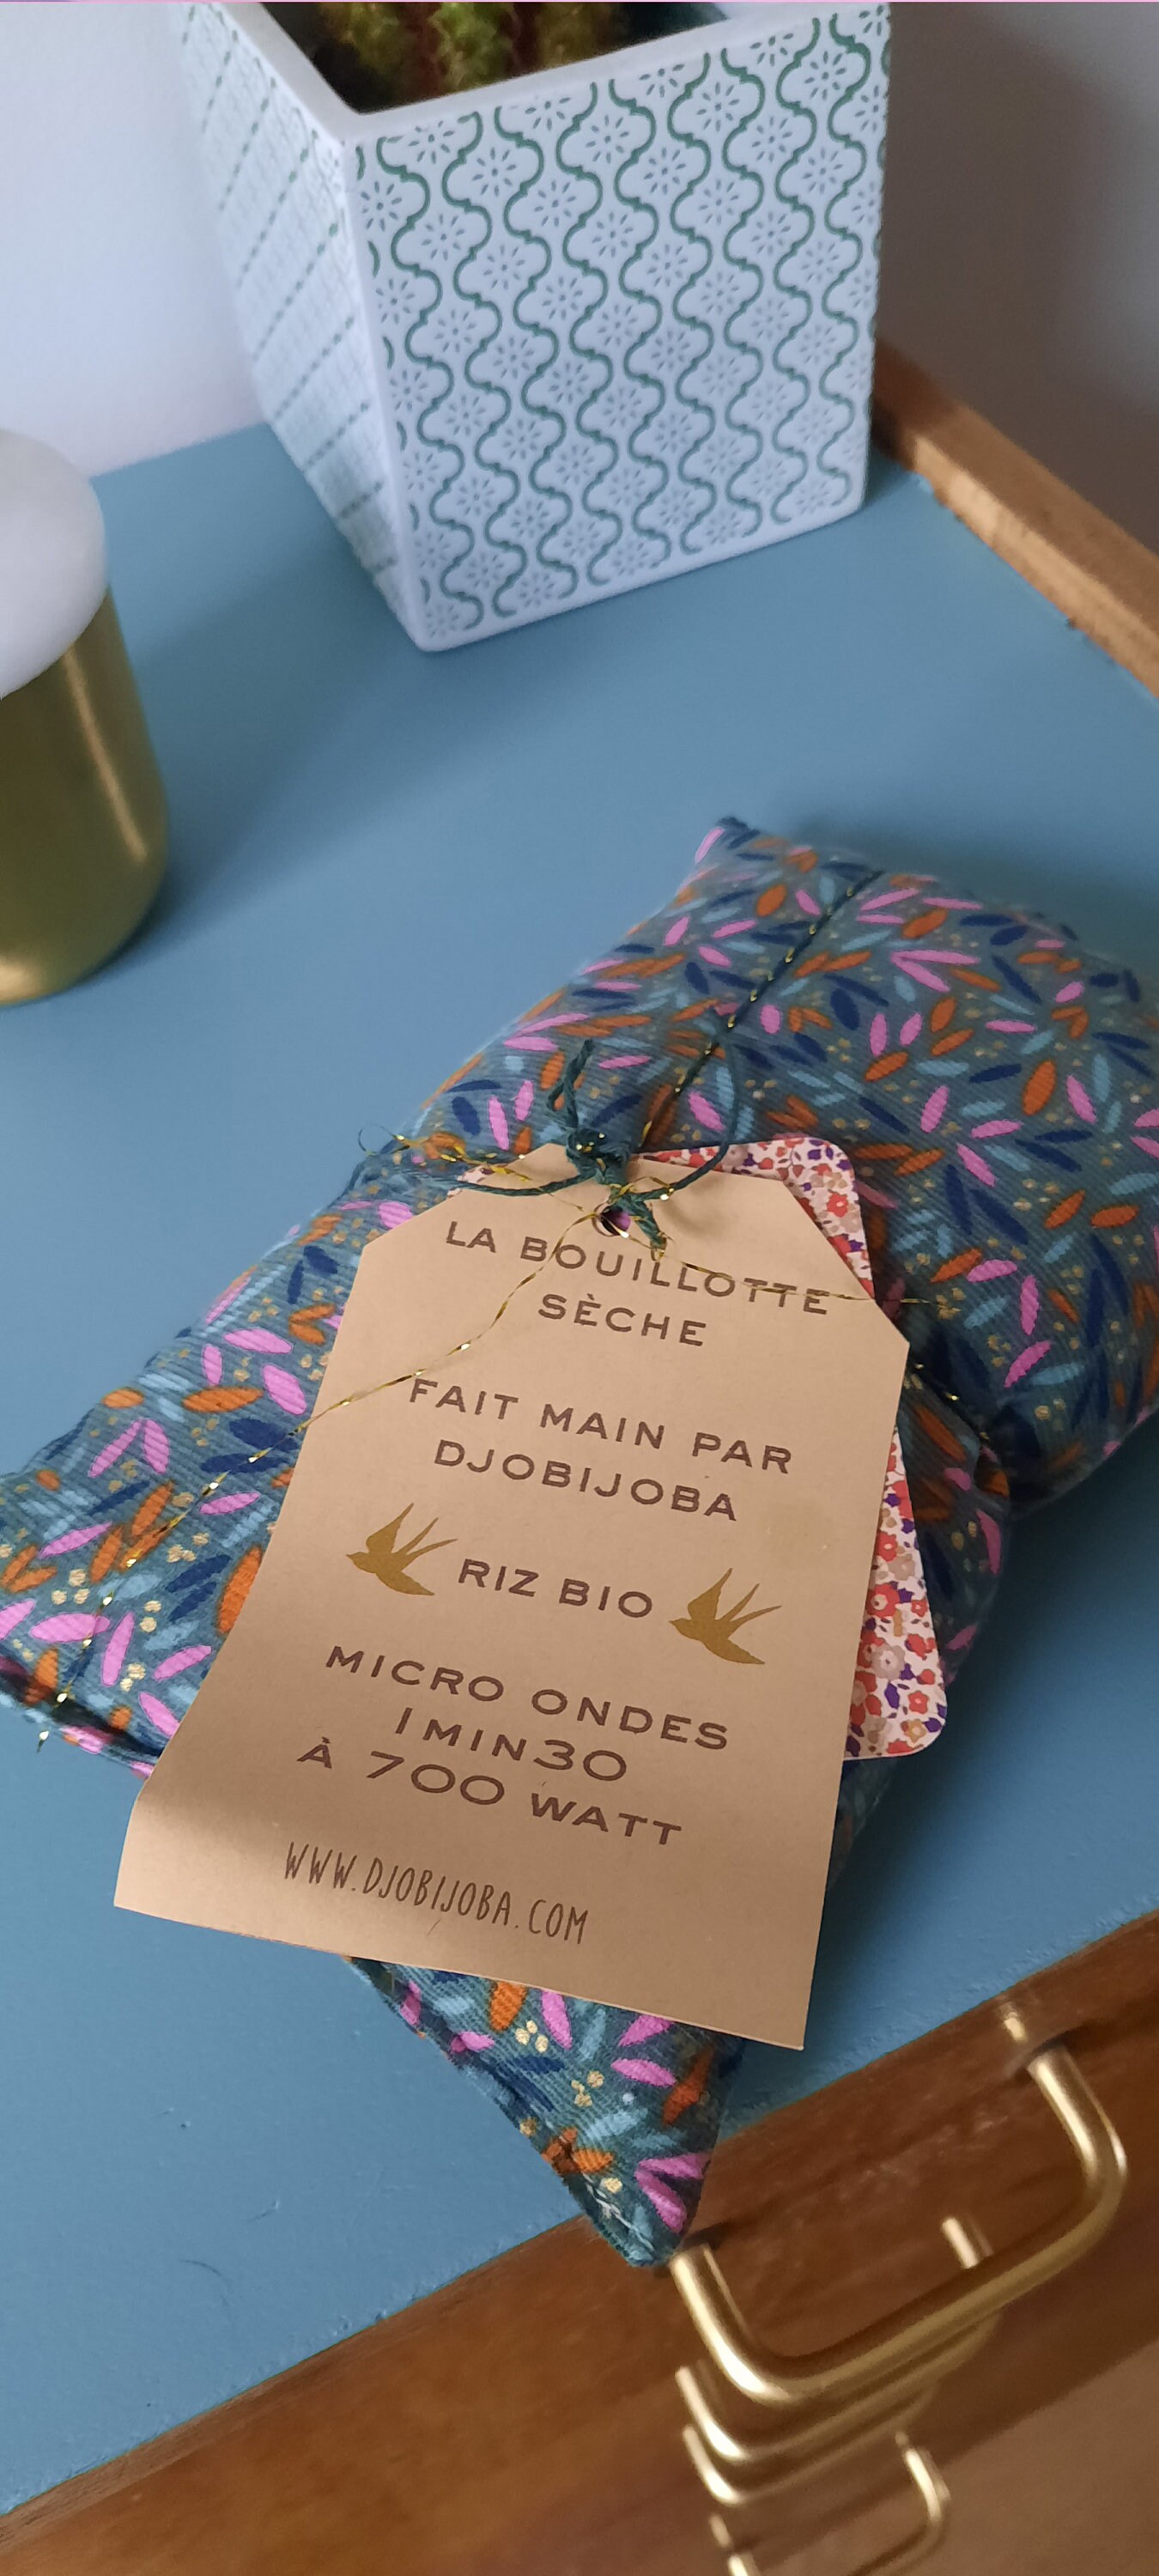 LA BOUILLOTTE
SÈCHE
FAIT MAIN PAR
DJOBIJOBA
RIZ BIO
MICRO ONDES
1MIN30
À 700 WATT
WWW.DJOBIJOBA.COM